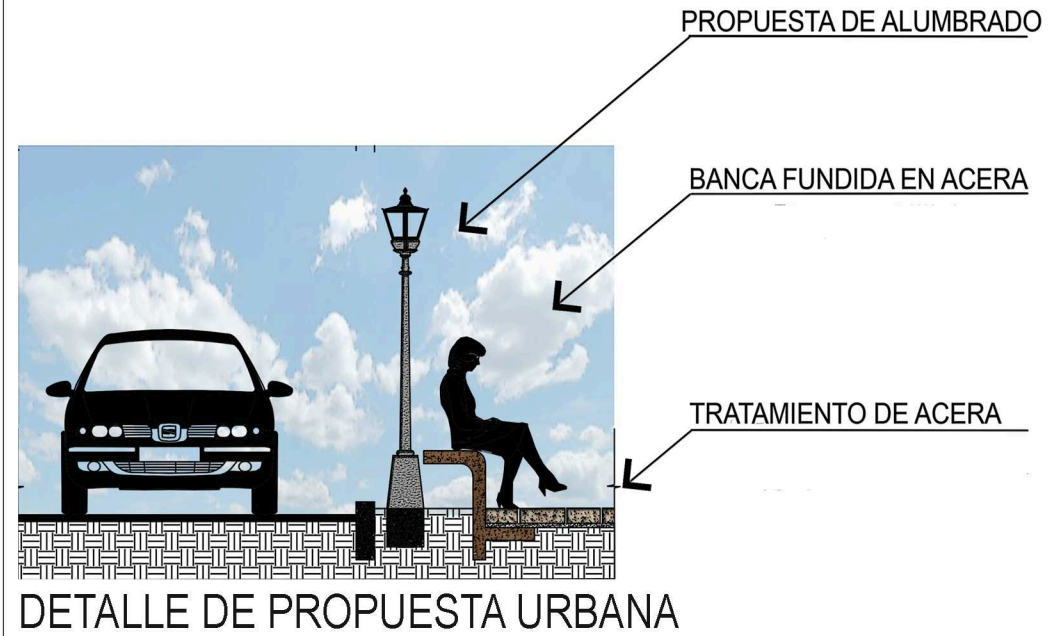 PROPUESTA DE ALUMBRADO
BANCA FUNDIDA EN ACERA
TRATAMIENTO DE ACERA
DETALLE DE PROPUESTA URBANA